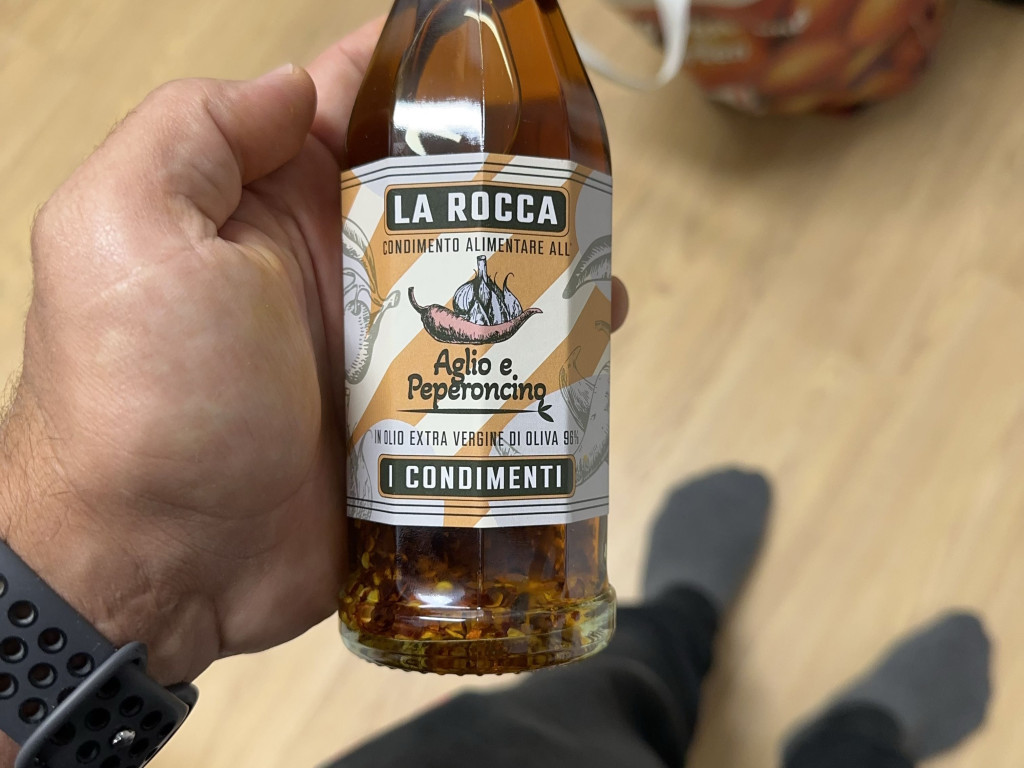 LA ROCCA
CONDIMENTO ALIMENTARE ALL'
Aglio e
Peperoncino
IN OLIO EXTRA VERGINE DI OLIVA 96%
I CONDIMENTI